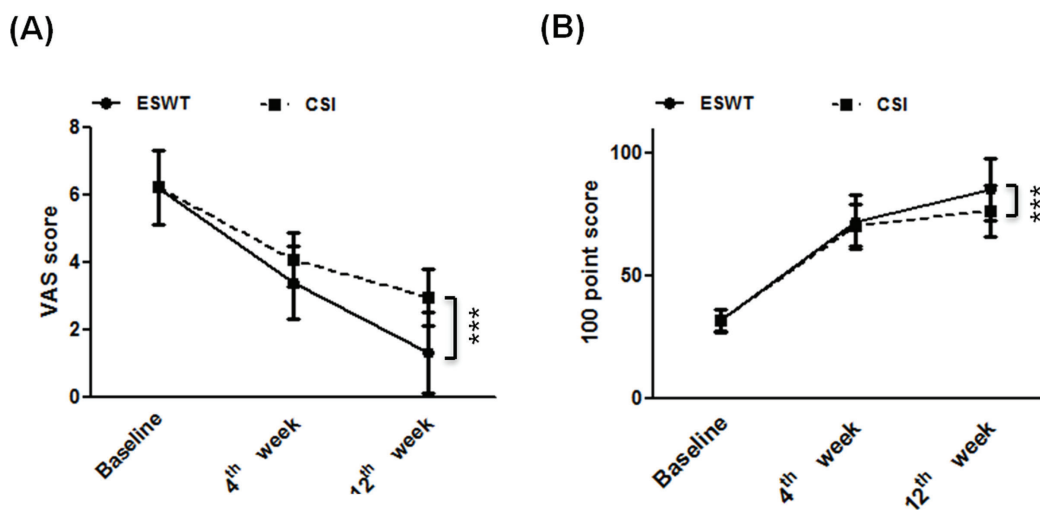 (A)
ESWT CSI
8
6
4
2
0
VAS score
***
Baseline
4th week
12th week
(B)
ESWT CSI
100
50
0
100 point score
***
Baseline
4th week
12th week